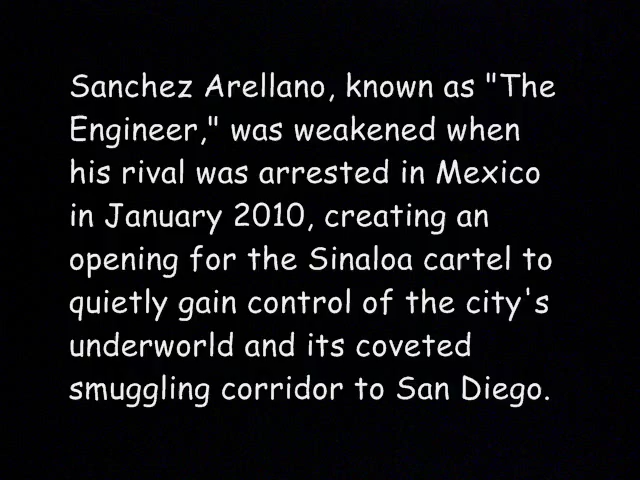 Sanchez Arellano, known as "The
Engineer," was weakened when
his rival was arrested in Mexico
in January 2010, creating an
opening for the Sinaloa cartel to
quietly gain control of the city's
underworld and its coveted
smuggling corridor to San Diego.